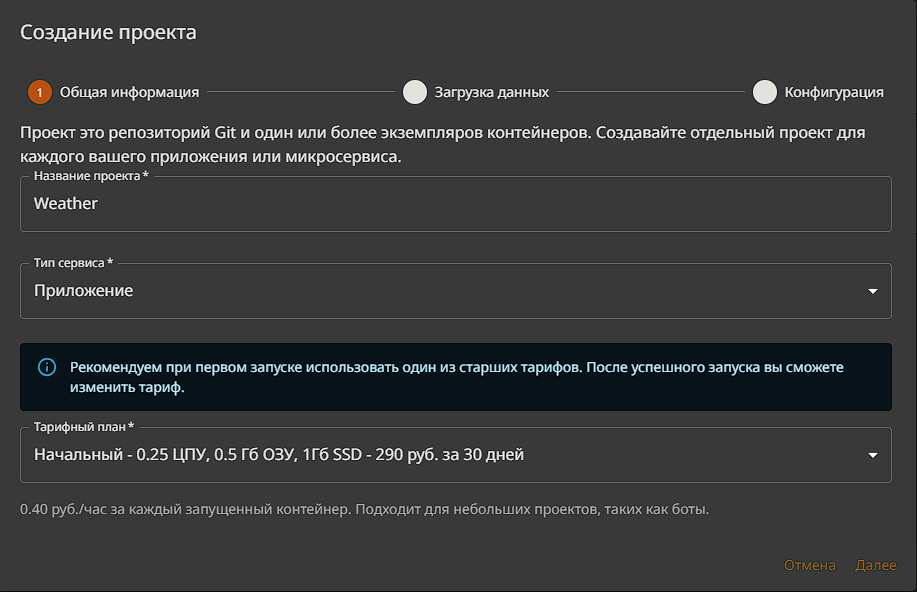 Создание проекта
1 Общая информация
Загрузка данных
Конфигурация
Проект это репозиторий Git и один или более экземпляров контейнеров. Создавайте отдельный проект для
каждого вашего приложения или микросервиса.
Название проекта *
Weather
Тип сервиса *
Приложение
Рекомендуем при первом запуске использовать один из старших тарифов. После успешного запуска вы сможете
изменить тариф.
Тарифный план *
Начальный - 0.25 ЦПУ, 0.5 Гб ОЗУ, 1Гб SSD - 290 руб. за 30 дней
0.40 руб./час за каждый запущенный контейнер. Подходит для небольших проектов, таких как боты.
Отмена Далее